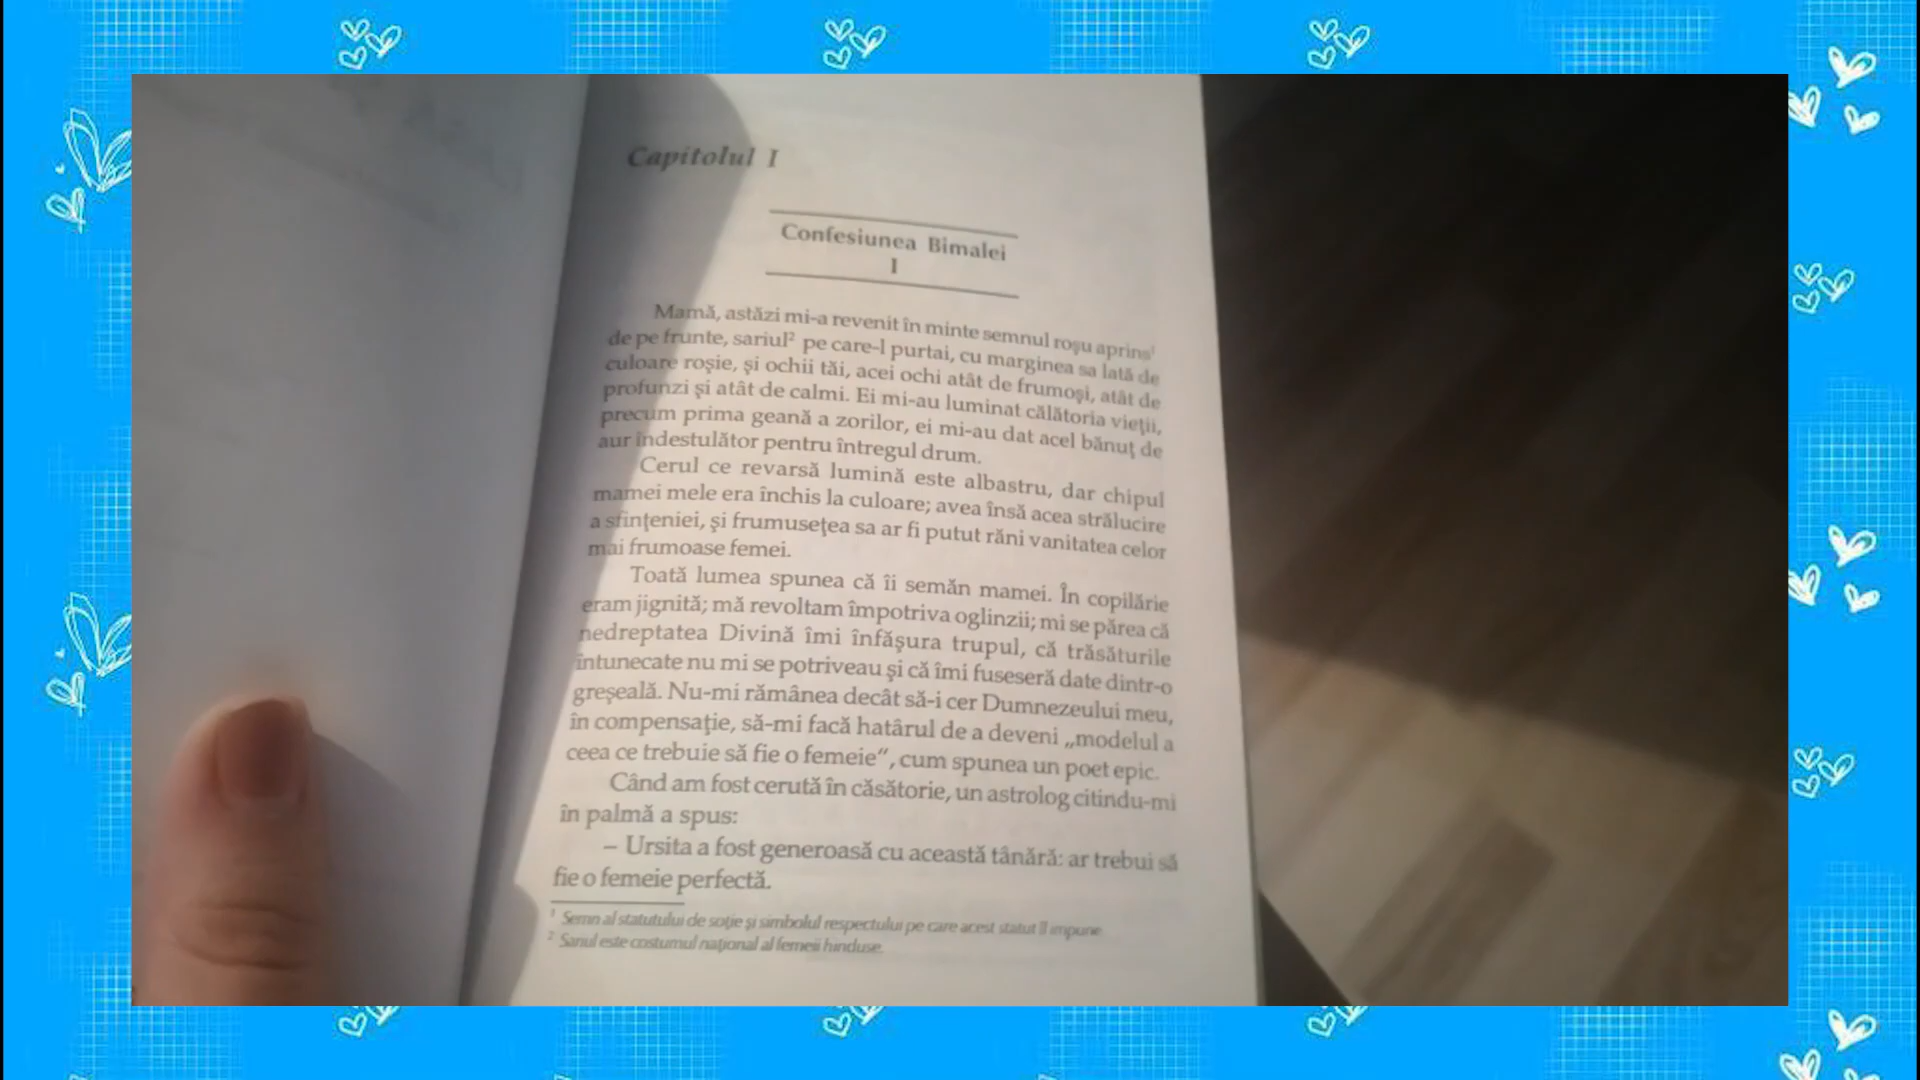 Capitolul I
Confesiunea Bimalei
I
Mamă, astăzi mi-a revenit în minte semnul roşu aprins¹
de pe frunte, sariul² pe care-l purtai, cu marginea sa lată de
culoare roşie, şi ochii tăi, acei ochi atât de frumoşi, atât de
profunzi şi atât de calmi. Ei mi-au luminat călătoria vieţii,
precum prima geană a zorilor, ei mi-au dat acel bănuţ de
aur îndestulător pentru întregul drum.
Cerul ce revarsă lumină este albastru, dar chipul
mamei mele era închis la culoare; avea însă acea strălucire
a sfinţeniei, şi frumuseţea sa ar fi putut răni vanitatea celor
mai frumoase femei.
Toată lumea spunea că îi semăn mamei. În copilărie
eram jignită; mă revoltam împotriva oglinzii; mi se părea că
nedreptatea Divină îmi înfăşura trupul, că trăsăturile
întunecate nu mi se potriveau şi că îmi fuseseră date dintr-o
greşeală. Nu-mi rămânea decât să-i cer Dumnezeului meu,
în compensaţie, să-mi facă hatârul de a deveni „modelul a
ceea ce trebuie să fie o femeie”, cum spunea un poet epic.
Când am fost cerută în căsătorie, un astrolog citindu-mi
în palmă a spus:
– Ursita a fost generoasă cu această tânără: ar trebui să
fie o femeie perfectă.
¹ Semn al statutului de soţie şi simbolul respectului pe care acest statut îl impune.
² Sariul este costumul naţional al femeii hinduse.